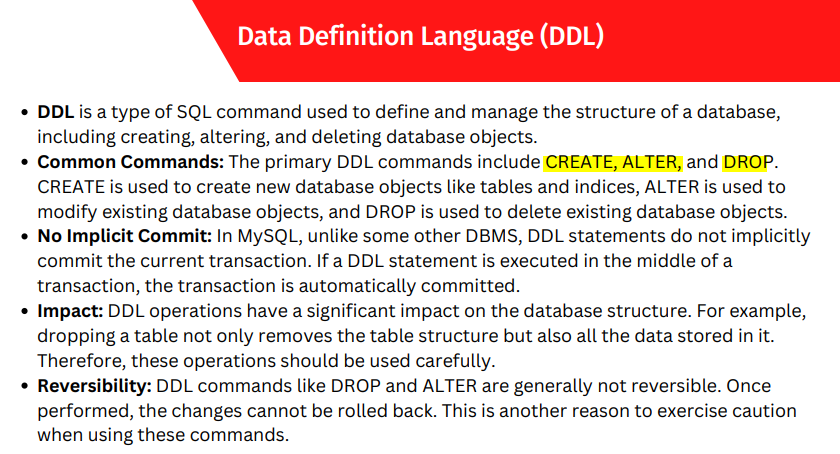 Data Definition Language (DDL)
• DDL is a type of SQL command used to define and manage the structure of a database,
including creating, altering, and deleting database objects.
• Common Commands: The primary DDL commands include CREATE, ALTER, and DROP.
CREATE is used to create new database objects like tables and indices, ALTER is used to
modify existing database objects, and DROP is used to delete existing database objects.
• No Implicit Commit: In MySQL, unlike some other DBMS, DDL statements do not implicitly
commit the current transaction. If a DDL statement is executed in the middle of a
transaction, the transaction is automatically committed.
• Impact: DDL operations have a significant impact on the database structure. For example,
dropping a table not only removes the table structure but also all the data stored in it.
Therefore, these operations should be used carefully.
• Reversibility: DDL commands like DROP and ALTER are generally not reversible. Once
performed, the changes cannot be rolled back. This is another reason to exercise caution
when using these commands.